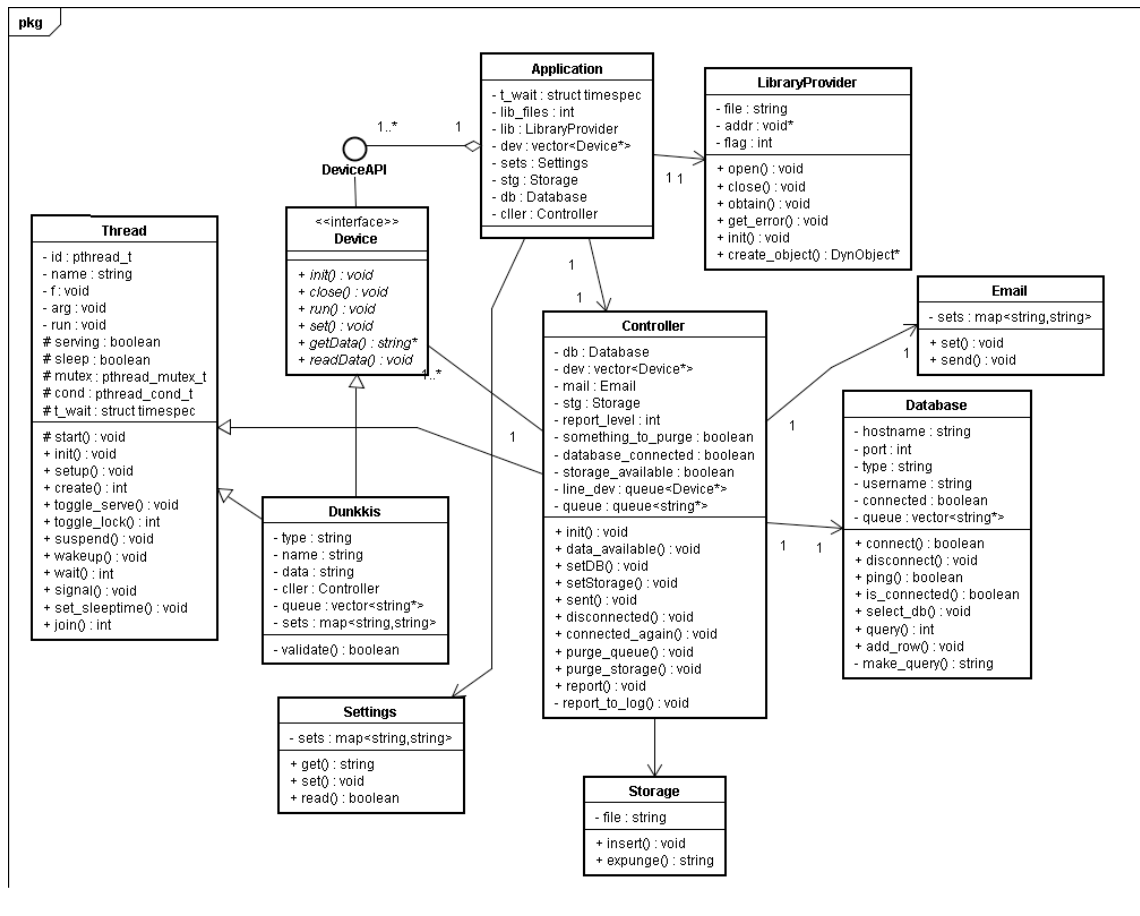 pkg
Application
- t_wait : struct timespec
- lib_files : int
- lib : LibraryProvider
- dev : vector<Device*>
- sets : Settings
- stg : Storage
- db : Database
- cller : Controller
LibraryProvider
- file : string
- addr : void*
- flag : int
+ open() : void
+ close() : void
+ obtain() : void
+ get_error() : void
+ init() : void
+ create_object() : DynObject*
1..*
1
DeviceAPI
1 1
<<interface>>
Device
+ init() : void
+ close() : void
+ run() : void
+ set() : void
+ getData() : string*
+ readData() : void
1..*
Thread
- id : pthread_t
- name : string
- f : void
- arg : void
- run : void
# serving : boolean
# sleep : boolean
# mutex : pthread_mutex_t
# cond : pthread_cond_t
# t_wait : struct timespec
# start() : void
+ init() : void
+ setup() : void
+ create() : int
+ toggle_serve() : void
+ toggle_lock() : int
+ suspend() : void
+ wakeup() : void
+ wait() : int
+ signal() : void
+ set_sleeptime() : void
+ join() : int
1
1
Controller
- db : Database
- dev : vector<Device*>
- mail : Email
- stg : Storage
- report_level : int
- something_to_purge : boolean
- database_connected : boolean
- storage_available : boolean
- line_dev : queue<Device*>
- queue : queue<string*>
+ init() : void
+ data_available() : void
+ setDB() : void
+ setStorage() : void
+ sent() : void
+ disconnected() : void
+ connected_again() : void
+ purge_queue() : void
+ purge_storage() : void
+ report() : void
- report_to_log() : void
Email
- sets : map<string,string>
+ set() : void
+ send() : void
1
1
1
Database
- hostname : string
- port : int
- type : string
- username : string
- connected : boolean
- queue : vector<string*>
+ connect() : boolean
+ disconnect() : void
+ ping() : boolean
+ is_connected() : boolean
+ select_db() : void
+ query() : int
+ add_row() : void
- make_query() : string
1
1
Dunkkis
- type : string
- name : string
- data : string
- cller : Controller
- queue : vector<string*>
- sets : map<string,string>
- validate() : boolean
Settings
- sets : map<string,string>
+ get() : string
+ set() : void
+ read() : boolean
Storage
- file : string
+ insert() : void
+ expunge() : string